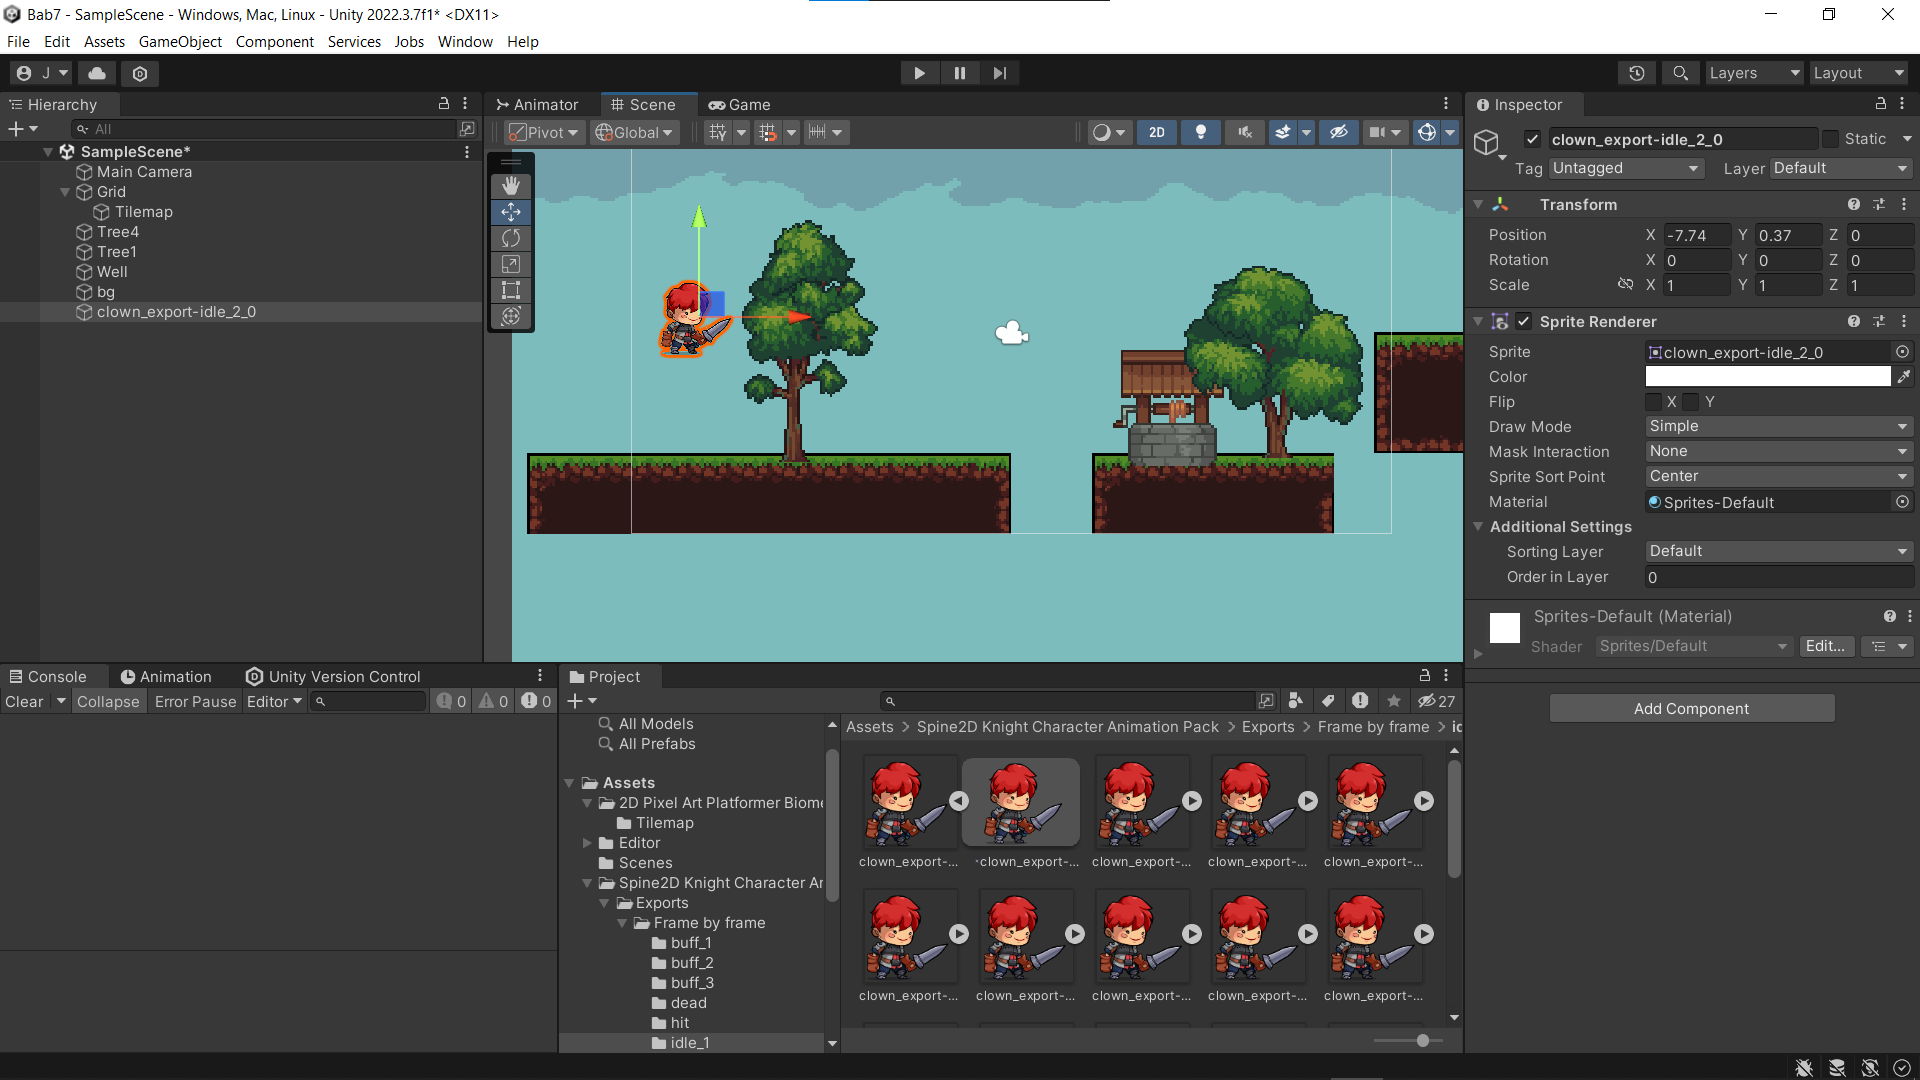 Bab7 - SampleScene - Windows, Mac, Linux - Unity 2022.3.7f1* <DX11>
File Edit Assets GameObject Component Services Jobs Window Help
J Layers Layout
Hierarchy
All
SampleScene*
Main Camera
Grid
Tilemap
Tree4
Tree1
Well
bg
clown_export-idle_2_0
Animator Scene Game
Pivot Global 2D
Inspector
clown_export-idle_2_0 Static
Tag Untagged Layer Default
Transform
Position X -7.74 Y 0.37 Z 0
Rotation X 0 Y 0 Z 0
Scale X 1 Y 1 Z 1
Sprite Renderer
Sprite clown_export-idle_2_0
Color
Flip X Y
Draw Mode Simple
Mask Interaction None
Sprite Sort Point Center
Material Sprites-Default
Additional Settings
Sorting Layer Default
Order in Layer 0
Sprites-Default (Material)
Shader Sprites/Default Edit...
Add Component
Console Animation Unity Version Control
Clear Collapse Error Pause Editor 0 0 0
Project
27
All Models
All Prefabs
Assets
2D Pixel Art Platformer Biome
Tilemap
Editor
Scenes
Spine2D Knight Character Ar
Exports
Frame by frame
buff_1
buff_2
buff_3
dead
hit
idle_1
Assets > Spine2D Knight Character Animation Pack > Exports > Frame by frame > ic
clown_export-... clown_export-... clown_export-... clown_export-... clown_export-...
clown_export-... clown_export-... clown_export-... clown_export-... clown_export-...